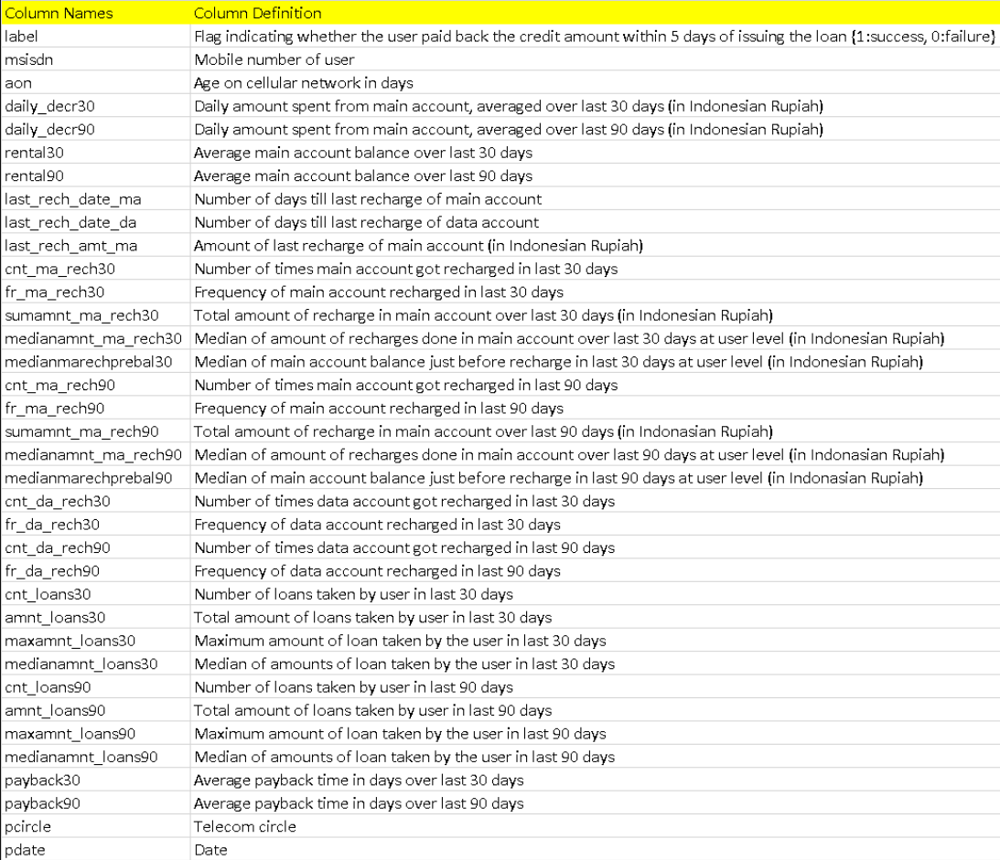 Column Names Column Definition
label Flag indicating whether the user paid back the credit amount within 5 days of issuing the loan {1:success, 0:failure}
msisdn Mobile number of user
aon Age on cellular network in days
daily_decr30 Daily amount spent from main account, averaged over last 30 days (in Indonesian Rupiah)
daily_decr90 Daily amount spent from main account, averaged over last 90 days (in Indonesian Rupiah)
rental30 Average main account balance over last 30 days
rental90 Average main account balance over last 90 days
last_rech_date_ma Number of days till last recharge of main account
last_rech_date_da Number of days till last recharge of data account
last_rech_amt_ma Amount of last recharge of main account (in Indonesian Rupiah)
cnt_ma_rech30 Number of times main account got recharged in last 30 days
fr_ma_rech30 Frequency of main account recharged in last 30 days
sumamnt_ma_rech30 Total amount of recharge in main account over last 30 days (in Indonesian Rupiah)
medianamnt_ma_rech30 Median of amount of recharges done in main account over last 30 days at user level (in Indonesian Rupiah)
medianmarechprebal30 Median of main account balance just before recharge in last 30 days at user level (in Indonesian Rupiah)
cnt_ma_rech90 Number of times main account got recharged in last 90 days
fr_ma_rech90 Frequency of main account recharged in last 90 days
sumamnt_ma_rech90 Total amount of recharge in main account over last 90 days (in Indonasian Rupiah)
medianamnt_ma_rech90 Median of amount of recharges done in main account over last 90 days at user level (in Indonasian Rupiah)
medianmarechprebal90 Median of main account balance just before recharge in last 90 days at user level (in Indonasian Rupiah)
cnt_da_rech30 Number of times data account got recharged in last 30 days
fr_da_rech30 Frequency of data account recharged in last 30 days
cnt_da_rech90 Number of times data account got recharged in last 90 days
fr_da_rech90 Frequency of data account recharged in last 90 days
cnt_loans30 Number of loans taken by user in last 30 days
amnt_loans30 Total amount of loans taken by user in last 30 days
maxamnt_loans30 Maximum amount of loan taken by the user in last 30 days
medianamnt_loans30 Median of amounts of loan taken by the user in last 30 days
cnt_loans90 Number of loans taken by user in last 90 days
amnt_loans90 Total amount of loans taken by user in last 90 days
maxamnt_loans90 Maximum amount of loan taken by the user in last 90 days
medianamnt_loans90 Median of amounts of loan taken by the user in last 90 days
payback30 Average payback time in days over last 30 days
payback90 Average payback time in days over last 90 days
pcircle Telecom circle
pdate Date